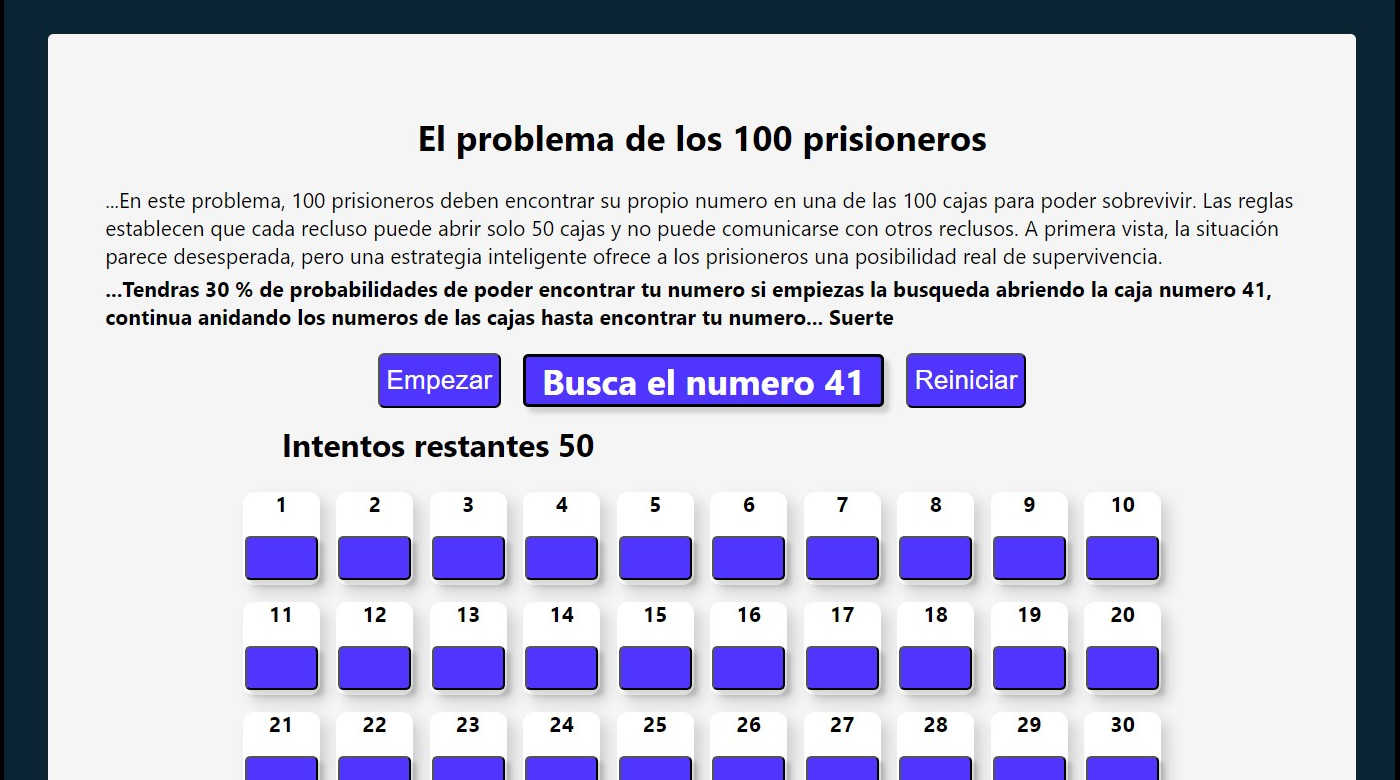 El problema de los 100 prisioneros
...En este problema, 100 prisioneros deben encontrar su propio numero en una de las 100 cajas para poder sobrevivir. Las reglas
establecen que cada recluso puede abrir solo 50 cajas y no puede comunicarse con otros reclusos. A primera vista, la situación
parece desesperada, pero una estrategia inteligente ofrece a los prisioneros una posibilidad real de supervivencia.
...Tendras 30 % de probabilidades de poder encontrar tu numero si empiezas la busqueda abriendo la caja numero 41,
continua anidando los numeros de las cajas hasta encontrar tu numero... Suerte
Empezar Busca el numero 41 Reiniciar
Intentos restantes 50
1 2 3 4 5 6 7 8 9 10
11 12 13 14 15 16 17 18 19 20
21 22 23 24 25 26 27 28 29 30